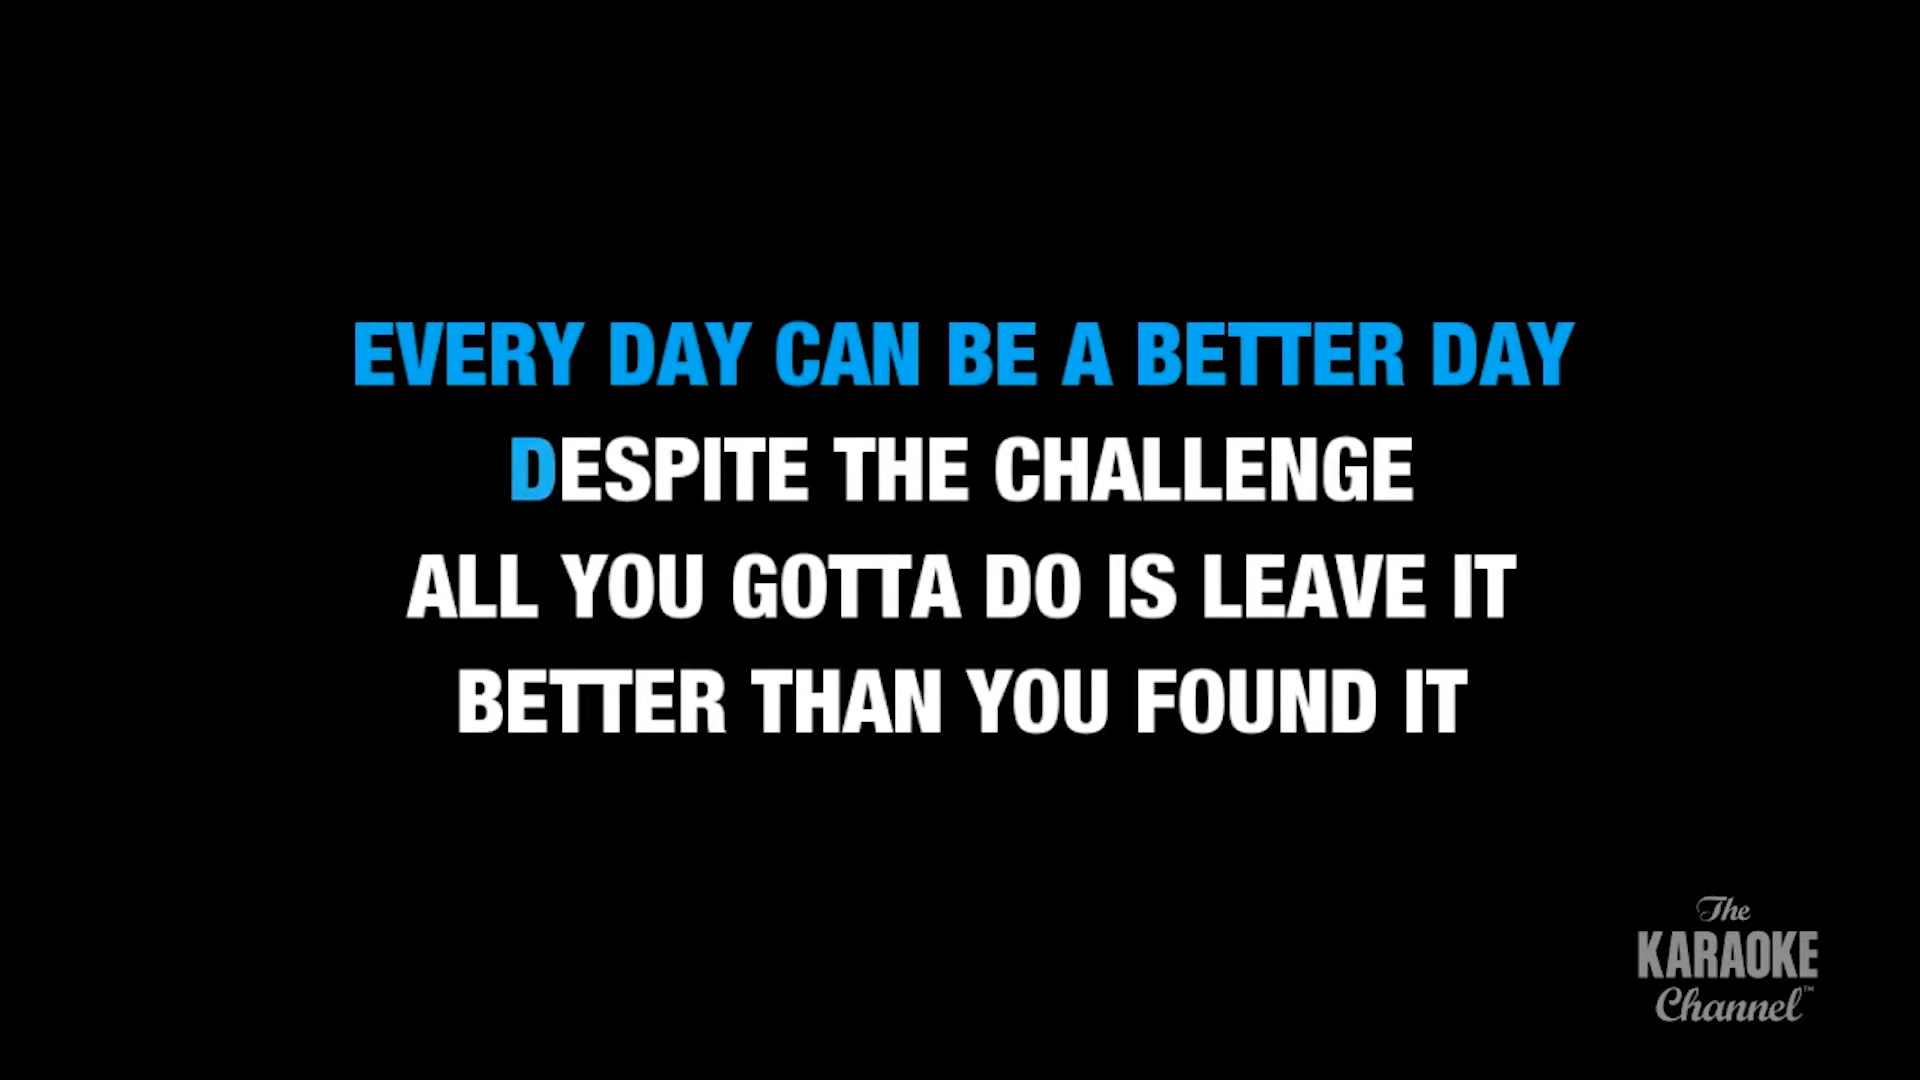 EVERY DAY CAN BE A BETTER DAY
DESPITE THE CHALLENGE
ALL YOU GOTTA DO IS LEAVE IT
BETTER THAN YOU FOUND IT
The
KARAOKE
Channel™